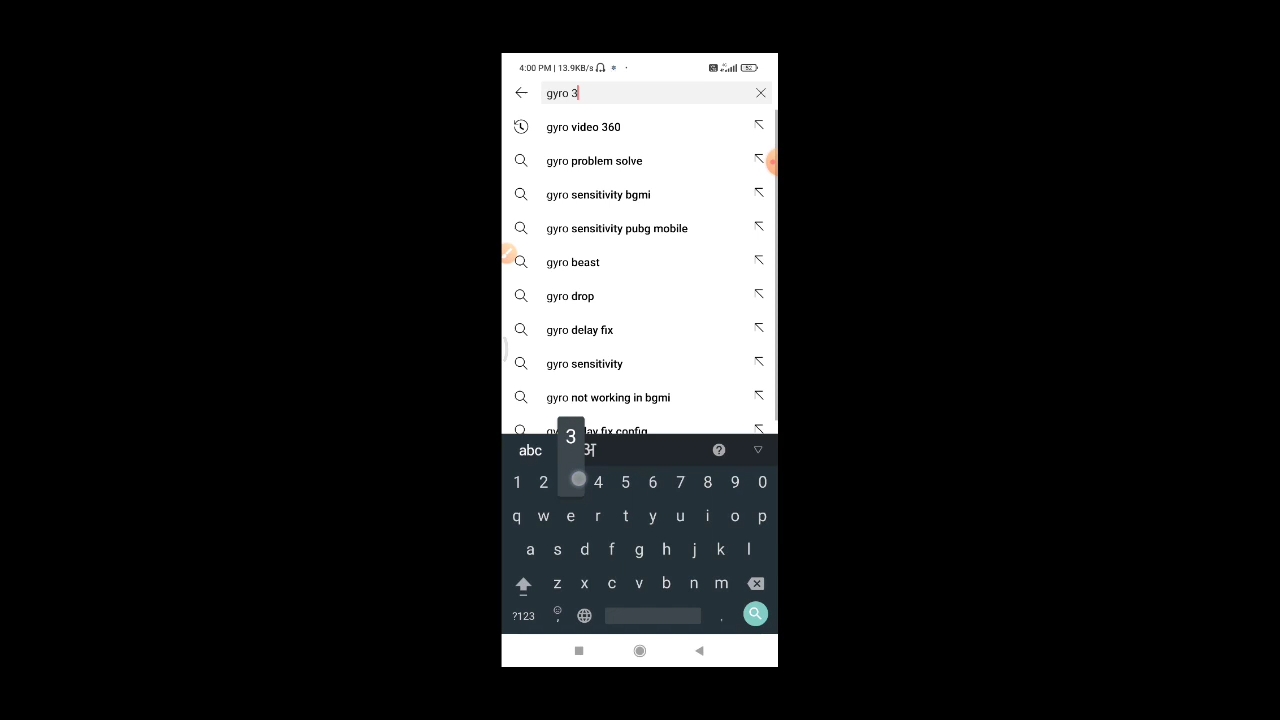 4:00 PM | 13.9KB/s
gyro 3
gyro video 360
gyro problem solve
gyro sensitivity bgmi
gyro sensitivity pubg mobile
gyro beast
gyro drop
gyro delay fix
gyro sensitivity
gyro not working in bgmi
lay fix config
abc 3 अ
1 2 4 5 6 7 8 9 0
q w e r t y u i o p
a s d f g h j k l
z x c v b n m
?123 , .